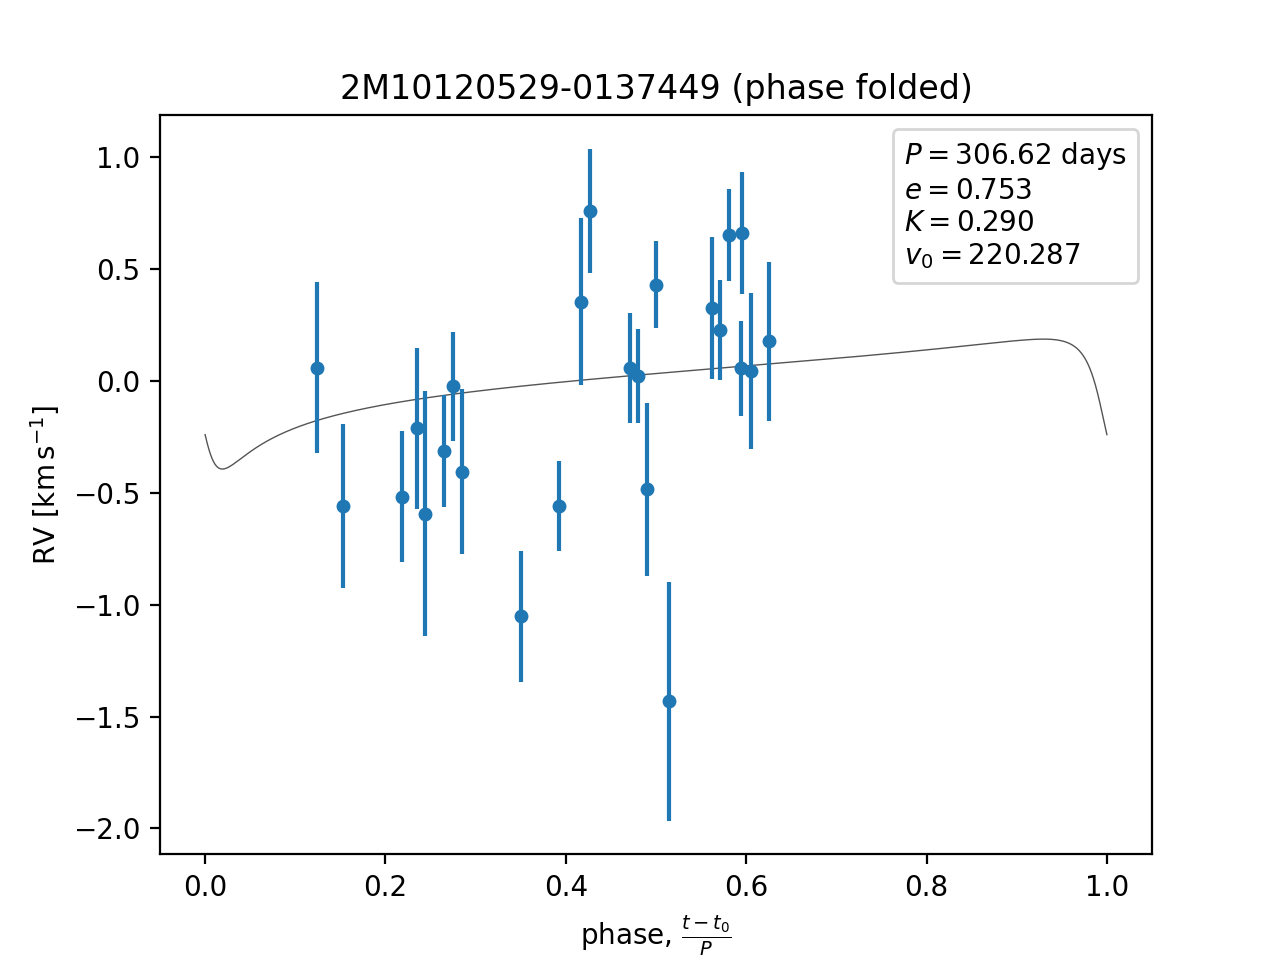 2M10120529-0137449 (phase folded)
P = 306.62 days
e = 0.753
K = 0.290
v₀ = 220.287
1.0
0.5
0.0
−0.5
−1.0
−1.5
−2.0
RV [km s⁻¹]
0.0 0.2 0.4 0.6 0.8 1.0
phase, (t − t₀)/P